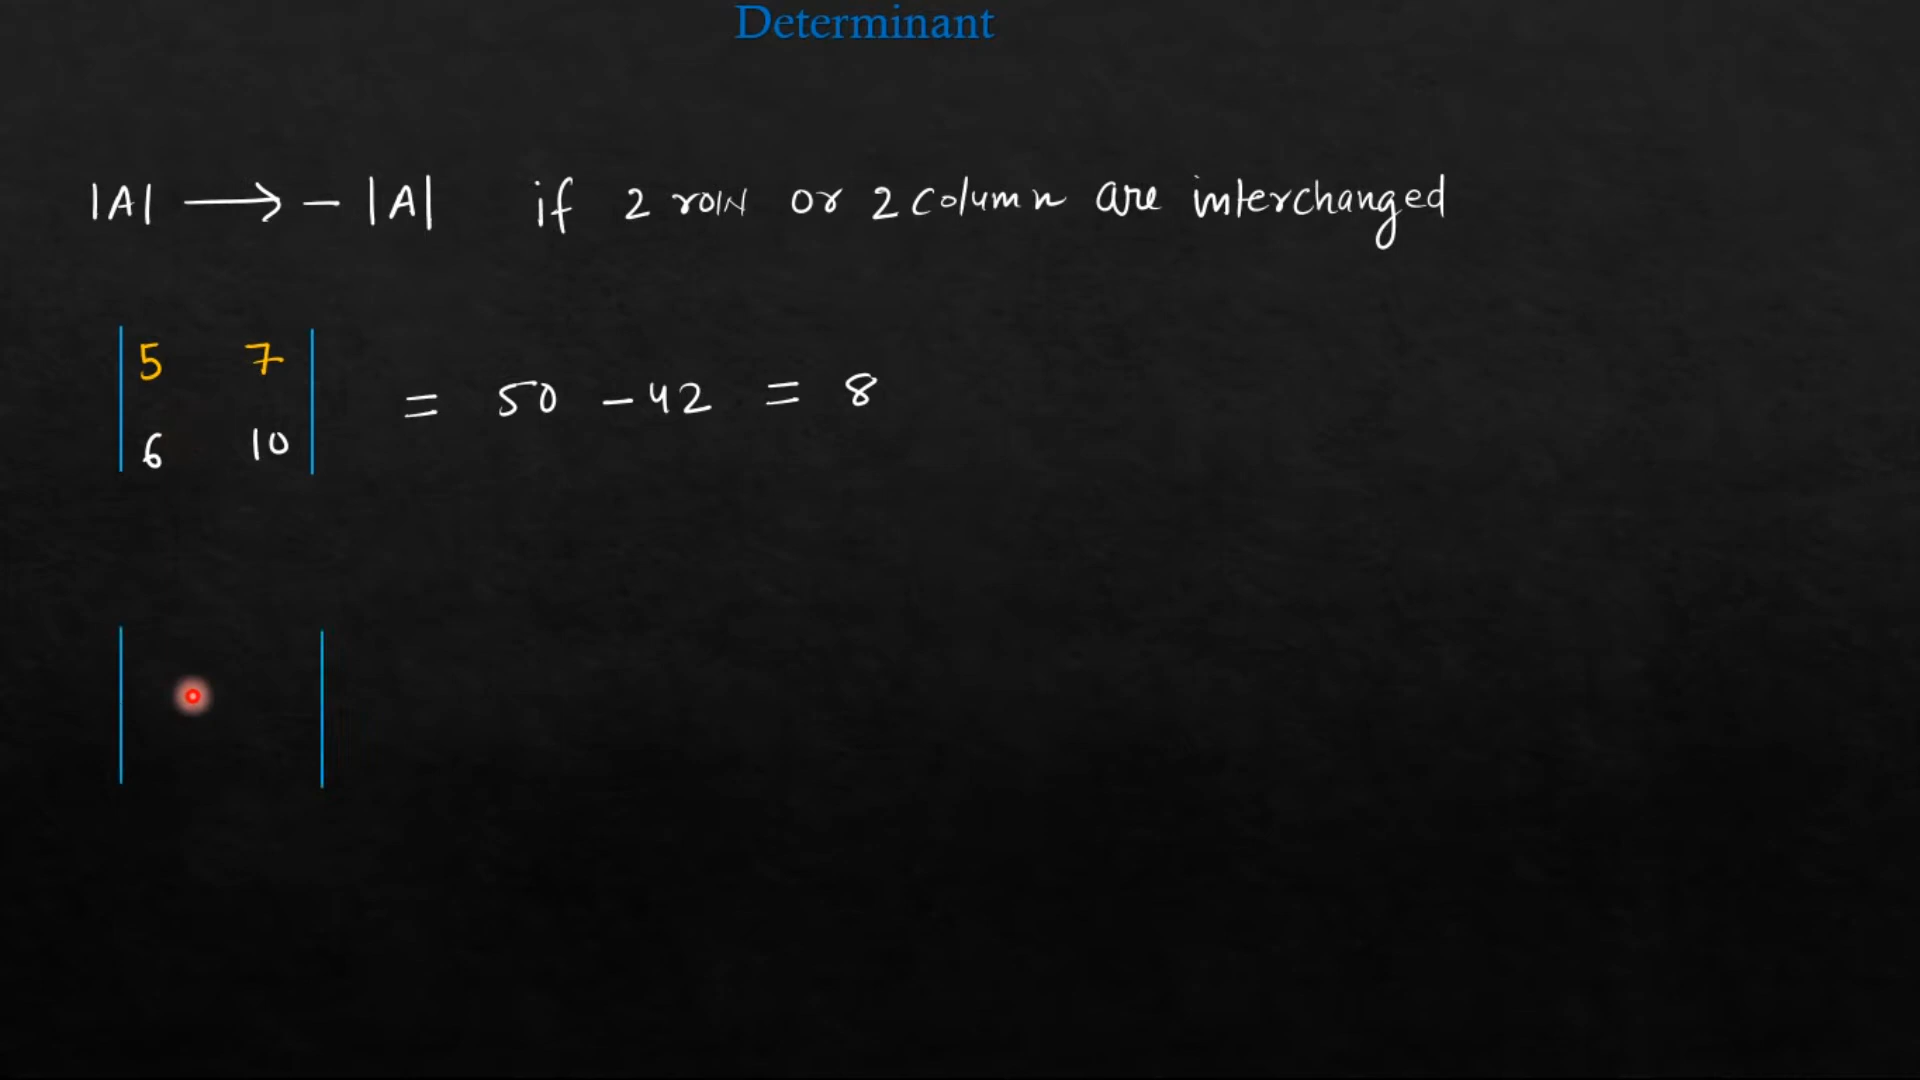 Determinant
|A| ⟶ – |A| if 2 row or 2 column are interchanged
| 5 7 |
= 50 – 42 = 8
| 6 10 |